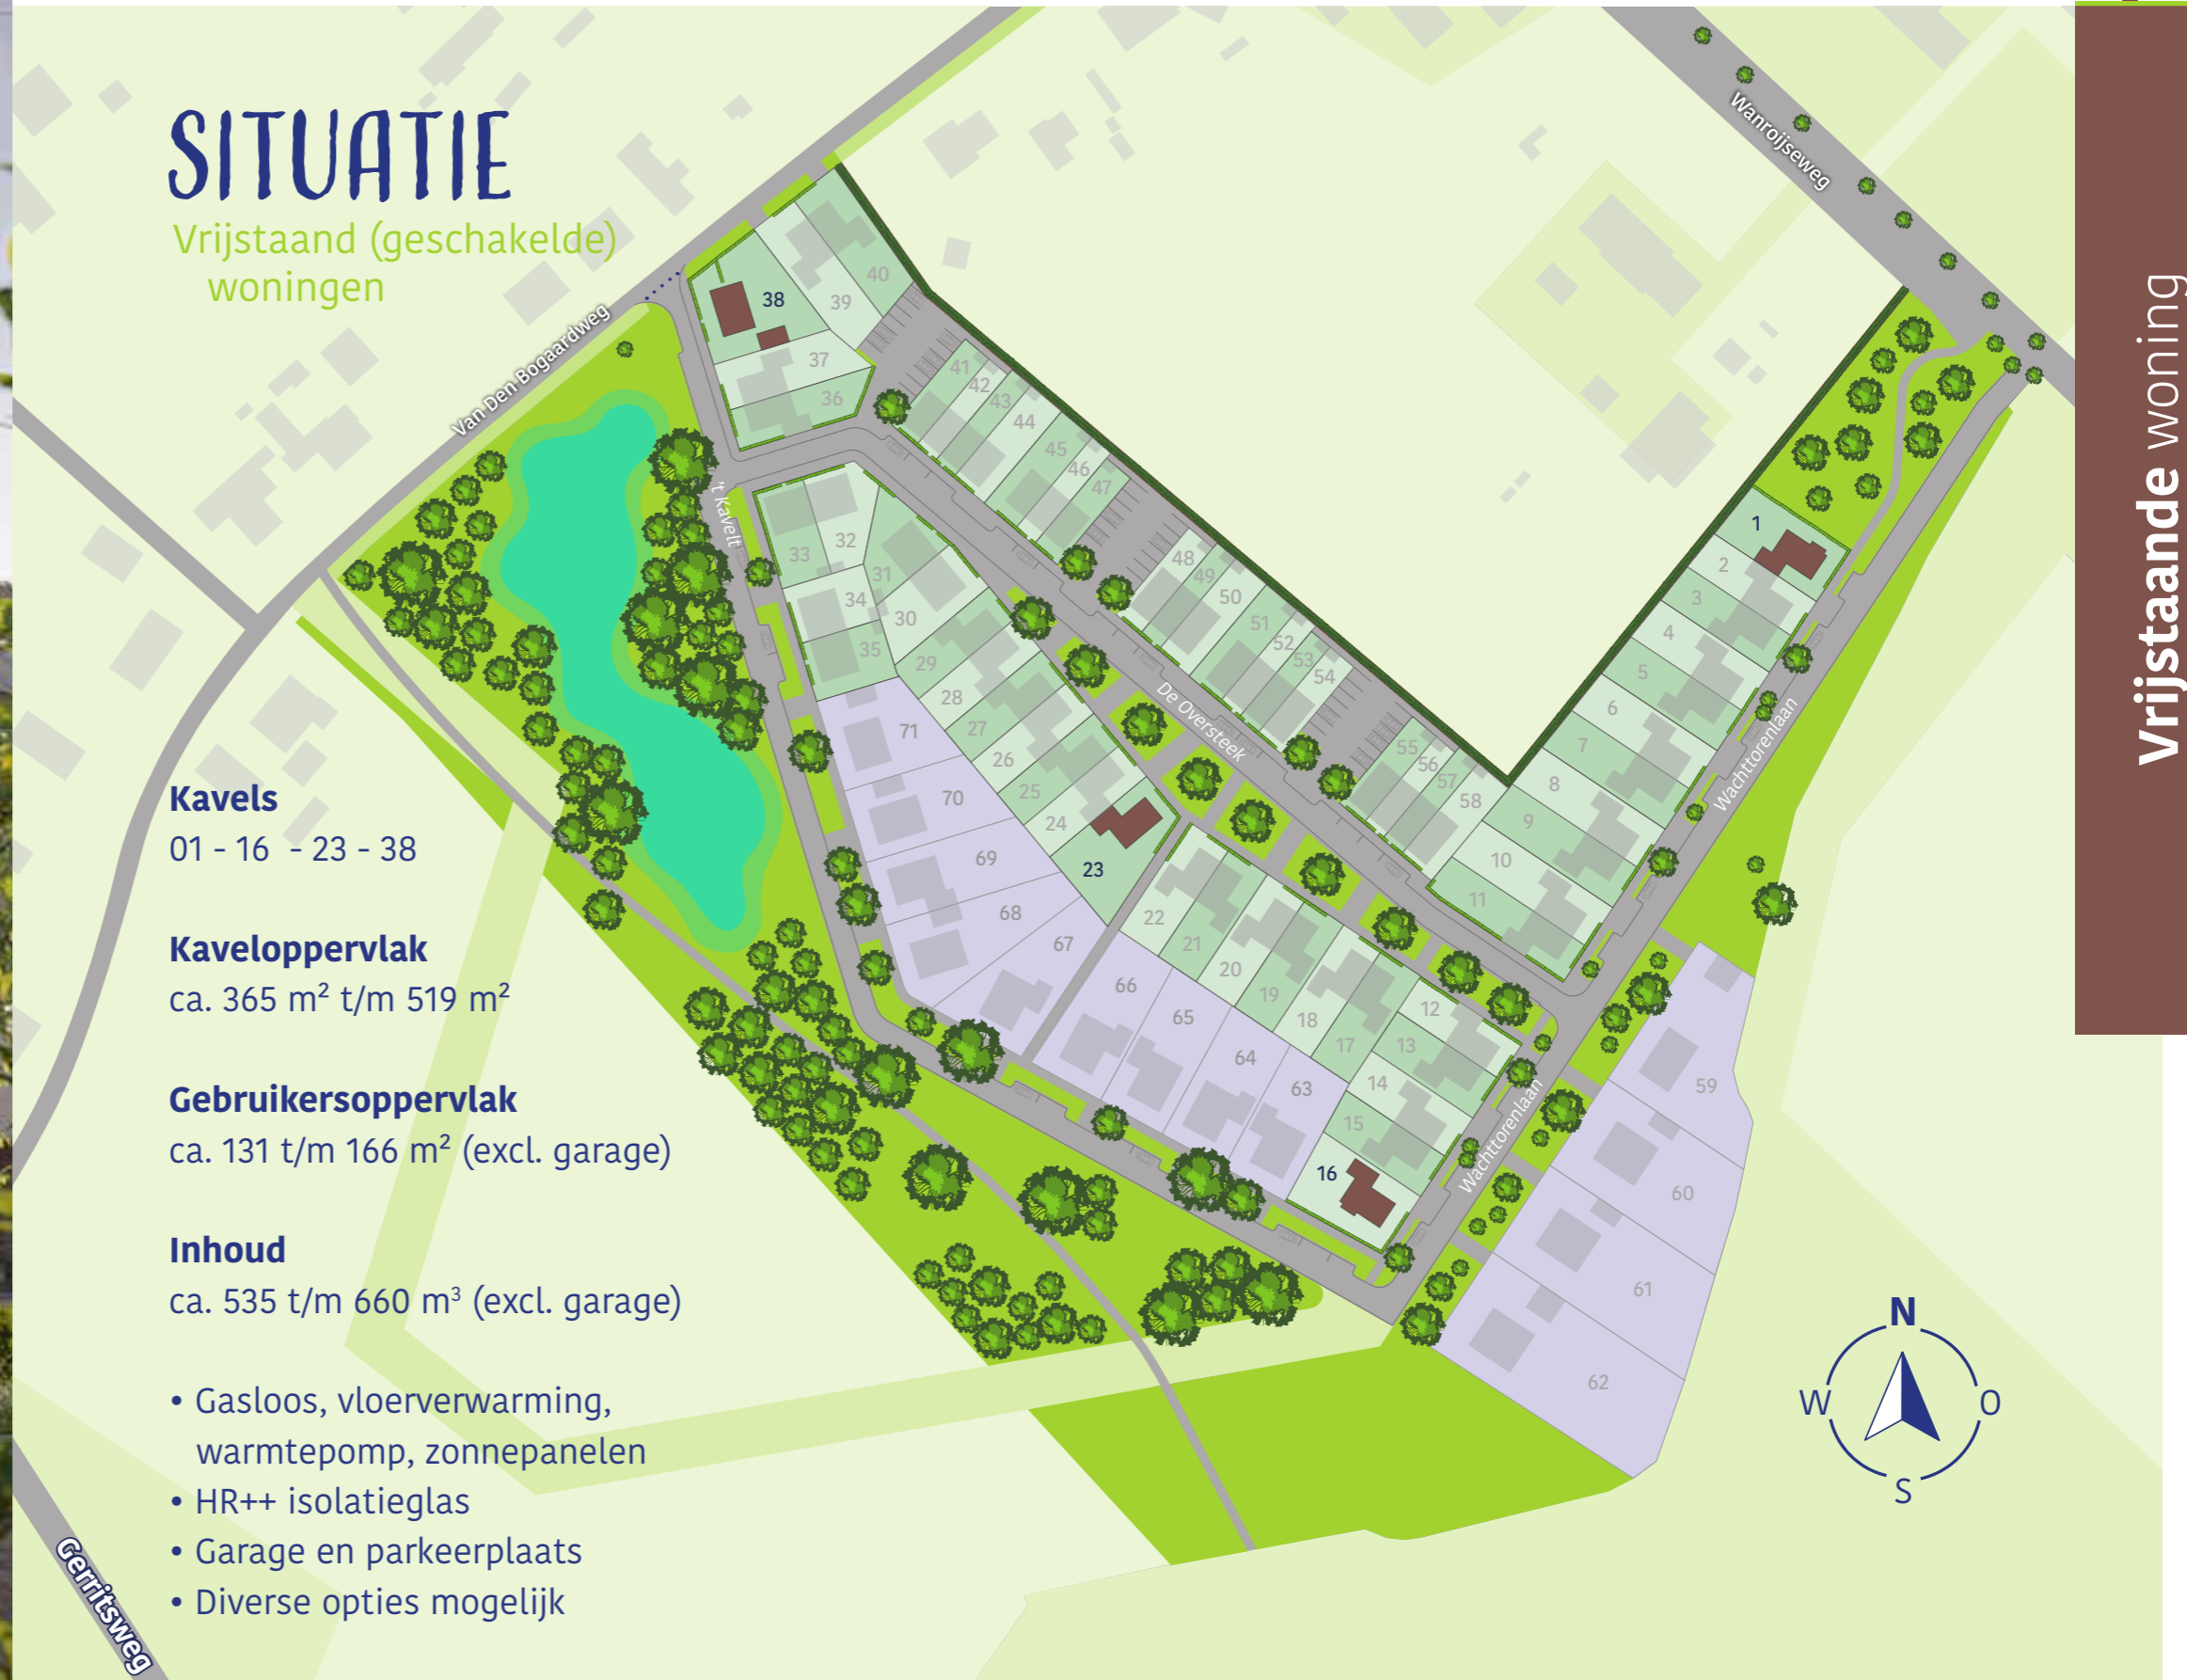 SITUATIE
Vrijstaand (geschakelde)
woningen
Kavels
01 - 16 - 23 - 38
Kaveloppervlak
ca. 365 m² t/m 519 m²
Gebruikersoppervlak
ca. 131 t/m 166 m² (excl. garage)
Inhoud
ca. 535 t/m 660 m³ (excl. garage)
• Gasloos, vloerverwarming,
warmtepomp, zonnepanelen
• HR++ isolatieglas
• Garage en parkeerplaats
• Diverse opties mogelijk
Gerritsweg
Van Den Bogaardweg
't Kavelt
De Oversteek
Wanroijseweg
Wachttorenlaan
Wachttorenlaan
Vrijstaande woning
40
39
38
37
36
41
42
43
44
45
46
47
33
32
31
34
30
35
29
28
27
26
25
24
23
48
49
50
51
52
53
54
55
56
57
58
1
2
3
4
5
6
7
8
9
10
11
71
70
69
68
67
66
65
64
63
22
21
20
19
18
17
12
13
14
15
16
59
60
61
62
N
W
O
S